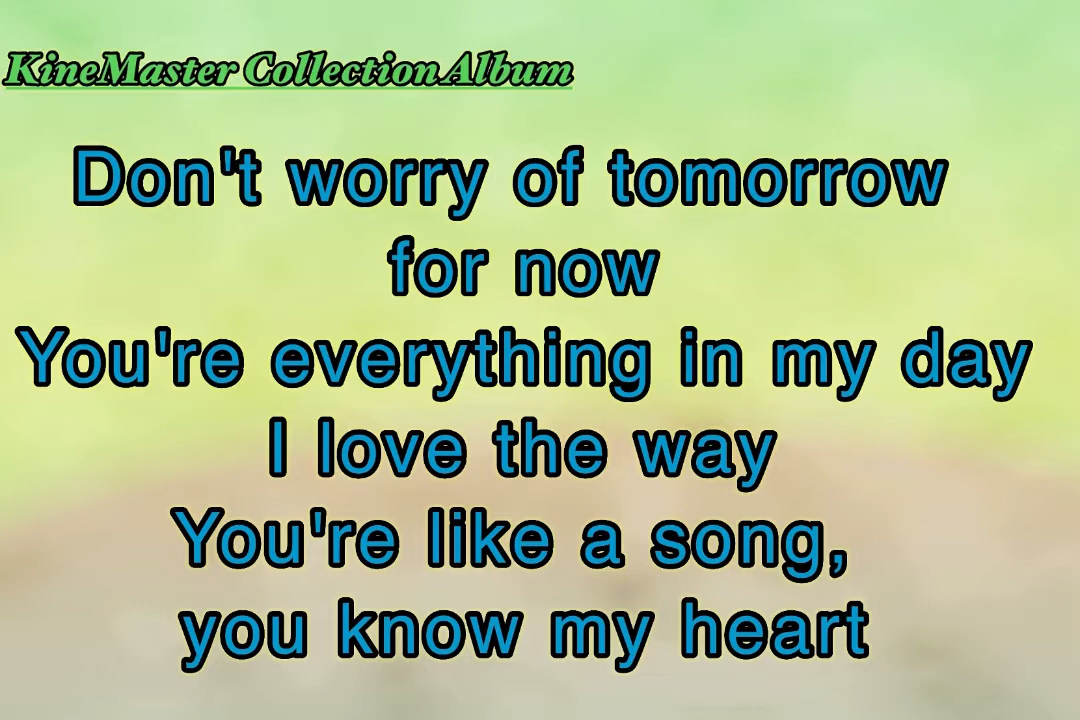 KineMaster Collection Album
Don't worry of tomorrow
for now
You're everything in my day
I love the way
You're like a song,
you know my heart